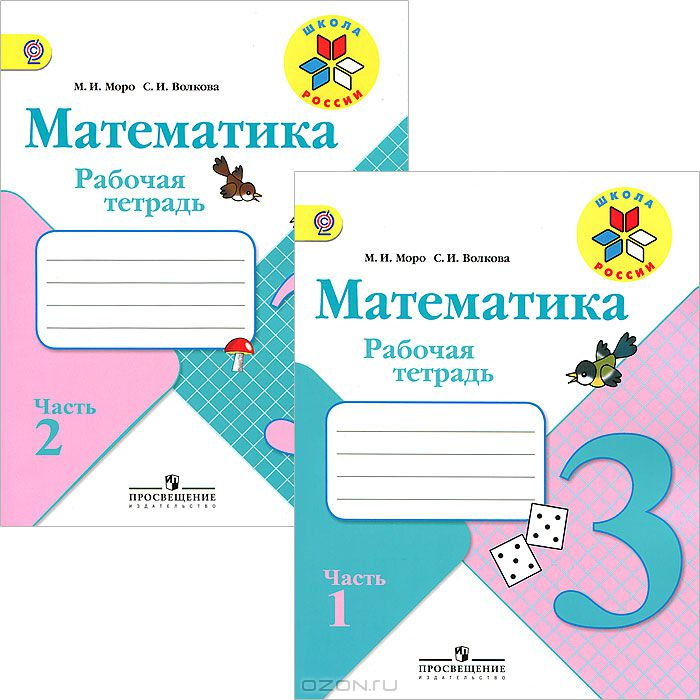 ШКОЛА
РОССИИ
М. И. Моро С. И. Волкова
Математика
Рабочая
тетрадь
Часть
2
ПРОСВЕЩЕНИЕ
ИЗДАТЕЛЬСТВО
ШКОЛА
РОССИИ
М. И. Моро С. И. Волкова
Математика
Рабочая
тетрадь
3
Часть
1
ПРОСВЕЩЕНИЕ
ИЗДАТЕЛЬСТВО
OZON.RU